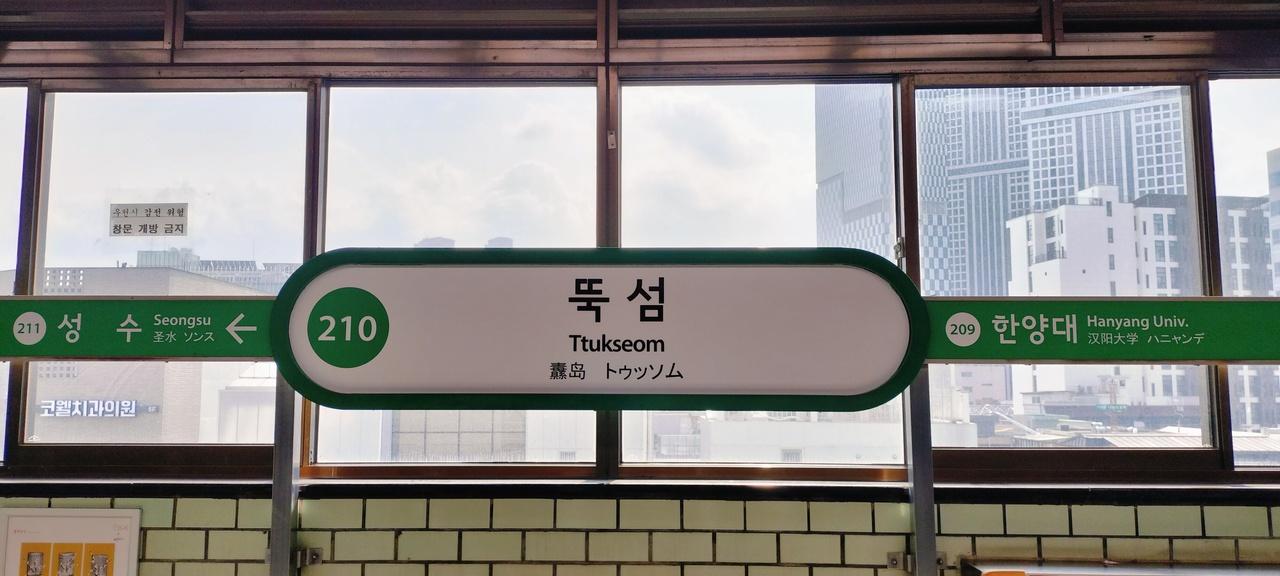 우천시 감전 위험
창문 개방 금지
211 성 수 Seongsu
圣水 ソンス
210
뚝 섬
Ttukseom
纛岛 トゥッソム
209 한양대 Hanyang Univ.
汉阳大学 ハニャンデ
코웰치과의원